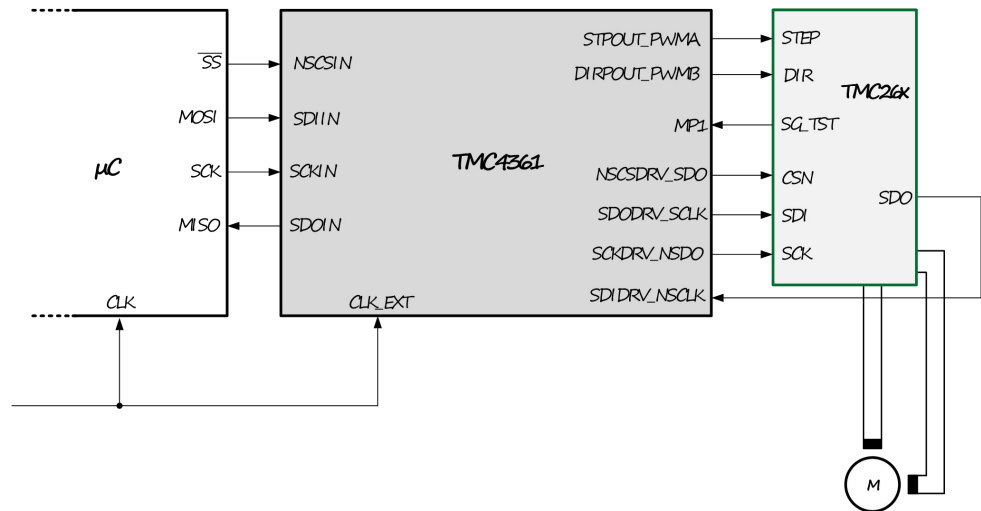 STPOUT_PWMA
STEP
SS
NSCSIN
DIRPOUT_PWMB
DIR
TMC26x
MOSI
SDIIN
MP1
SG_TST
µC
SCK
SCKIN
TMC4361
NSCSDRV_SDO
CSN
SDO
MISO
SDOIN
SDODRV_SCLK
SDI
SCKDRV_NSDO
SCK
CLK
CLK_EXT
SDIDRV_NSCLK
M